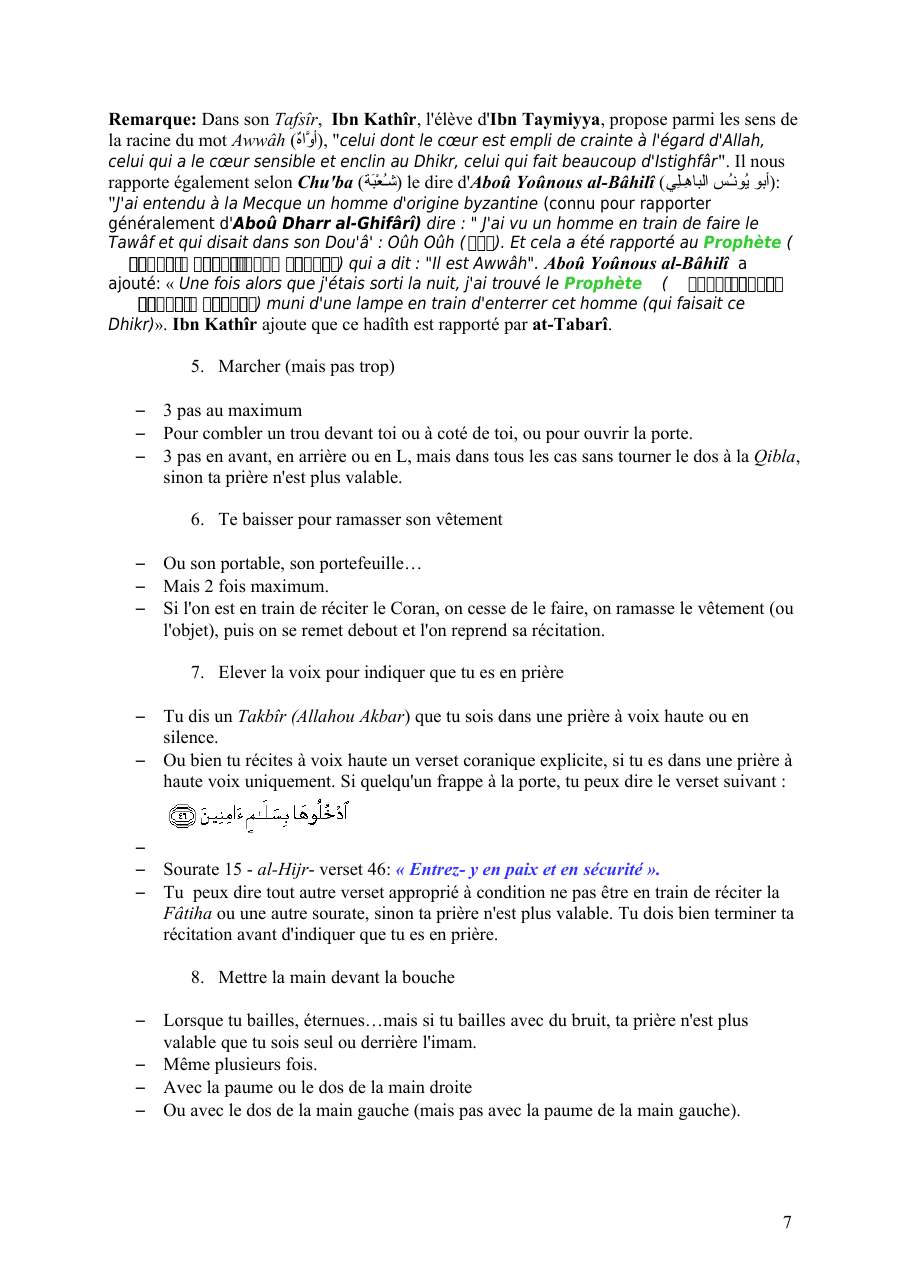 Remarque: Dans son Tafsîr, Ibn Kathîr, l'élève d'Ibn Taymiyya, propose parmi les sens de
la racine du mot Awwâh (أوَّاهٌ), "celui dont le cœur est empli de crainte à l'égard d'Allah,
celui qui a le cœur sensible et enclin au Dhikr, celui qui fait beaucoup d'Istighfâr". Il nous
rapporte également selon Chu'ba (شُعْبَة) le dire d'Aboû Yoûnous al-Bâhilî (أبو يُونُس الباهِلِي):
"J'ai entendu à la Mecque un homme d'origine byzantine (connu pour rapporter
généralement d'Aboû Dharr al-Ghifârî) dire : " J'ai vu un homme en train de faire le
Tawâf et qui disait dans son Dou'â' : Oûh Oûh (). Et cela a été rapporté au Prophète (
) qui a dit : "Il est Awwâh". Aboû Yoûnous al-Bâhilî a
ajouté: « Une fois alors que j'étais sorti la nuit, j'ai trouvé le Prophète (
) muni d'une lampe en train d'enterrer cet homme (qui faisait ce
Dhikr)». Ibn Kathîr ajoute que ce hadîth est rapporté par at-Tabarî.
5. Marcher (mais pas trop)
– 3 pas au maximum
– Pour combler un trou devant toi ou à coté de toi, ou pour ouvrir la porte.
– 3 pas en avant, en arrière ou en L, mais dans tous les cas sans tourner le dos à la Qibla,
sinon ta prière n'est plus valable.
6. Te baisser pour ramasser son vêtement
– Ou son portable, son portefeuille…
– Mais 2 fois maximum.
– Si l'on est en train de réciter le Coran, on cesse de le faire, on ramasse le vêtement (ou
l'objet), puis on se remet debout et l'on reprend sa récitation.
7. Elever la voix pour indiquer que tu es en prière
– Tu dis un Takbîr (Allahou Akbar) que tu sois dans une prière à voix haute ou en
silence.
– Ou bien tu récites à voix haute un verset coranique explicite, si tu es dans une prière à
haute voix uniquement. Si quelqu'un frappe à la porte, tu peux dire le verset suivant :
ٱدْخُلُوهَا بِسَلَٰمٍ ءَامِنِينَ ٤٦
–
– Sourate 15 - al-Hijr- verset 46: « Entrez- y en paix et en sécurité ».
– Tu peux dire tout autre verset approprié à condition ne pas être en train de réciter la
Fâtiha ou une autre sourate, sinon ta prière n'est plus valable. Tu dois bien terminer ta
récitation avant d'indiquer que tu es en prière.
8. Mettre la main devant la bouche
– Lorsque tu bailles, éternues…mais si tu bailles avec du bruit, ta prière n'est plus
valable que tu sois seul ou derrière l'imam.
– Même plusieurs fois.
– Avec la paume ou le dos de la main droite
– Ou avec le dos de la main gauche (mais pas avec la paume de la main gauche).
7